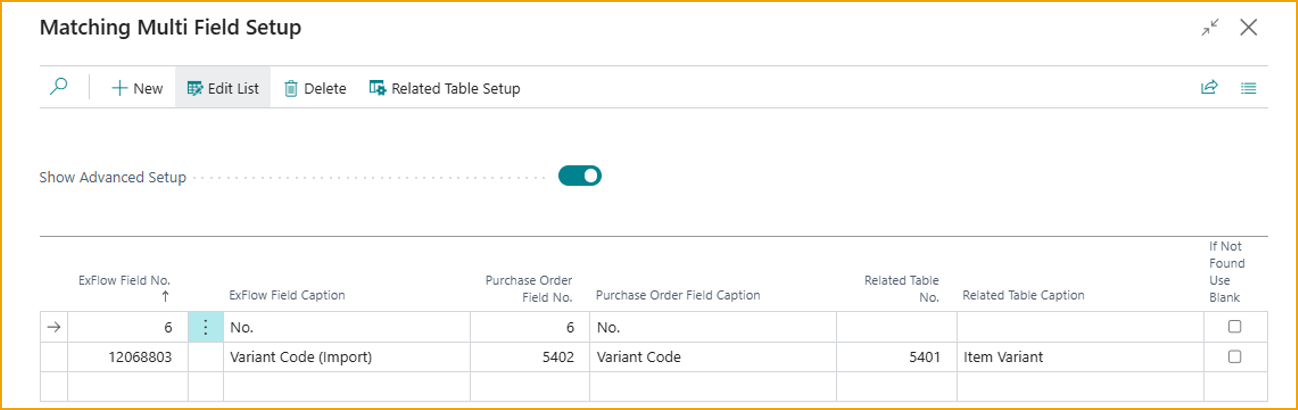 Matching Multi Field Setup
New Edit List Delete Related Table Setup
Show Advanced Setup
ExFlow Field No. ↑ ExFlow Field Caption Purchase Order Field No. Purchase Order Field Caption Related Table No. Related Table Caption If Not Found Use Blank
6 No. 6 No.
12068803 Variant Code (Import) 5402 Variant Code 5401 Item Variant